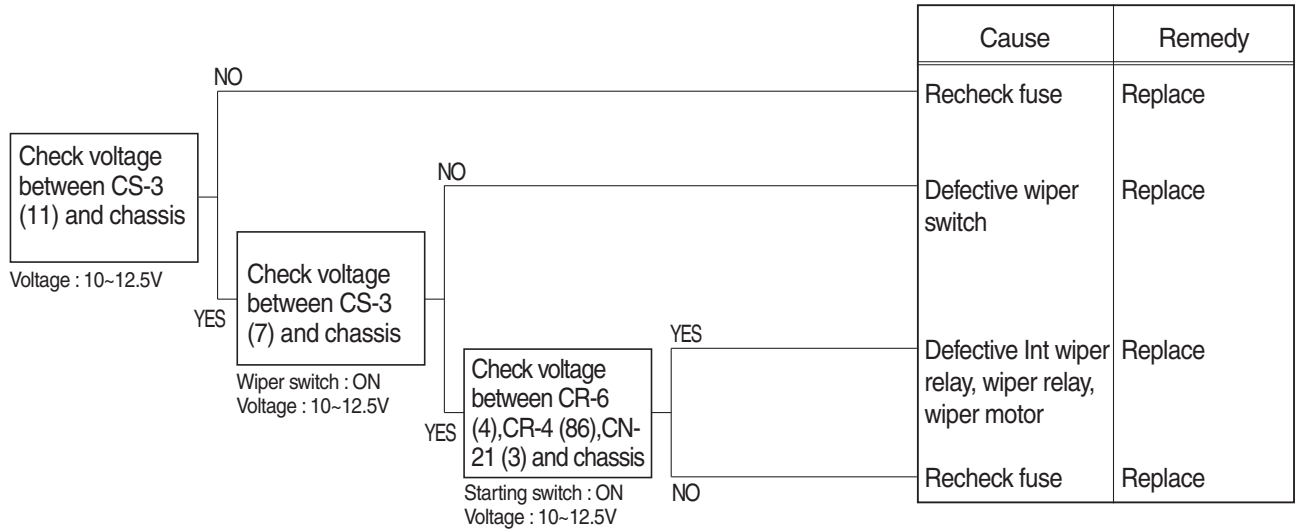 Cause
Remedy
NO
Recheck fuse
Replace
Check voltage
between CS-3
(11) and chassis
Voltage : 10~12.5V
NO
Defective wiper
switch
Replace
YES
Check voltage
between CS-3
(7) and chassis
Wiper switch : ON
Voltage : 10~12.5V
YES
Defective Int wiper
relay, wiper relay,
wiper motor
Replace
YES
Check voltage
between CR-6
(4),CR-4 (86),CN-
21 (3) and chassis
Starting switch : ON
Voltage : 10~12.5V
NO
Recheck fuse
Replace